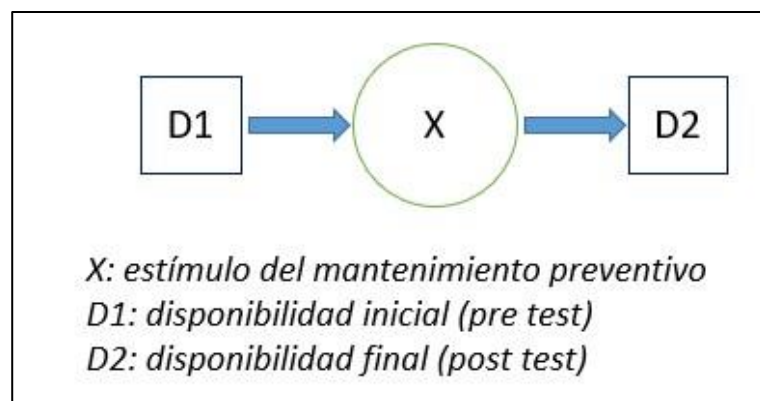 D1 X D2
X: estímulo del mantenimiento preventivo
D1: disponibilidad inicial (pre test)
D2: disponibilidad final (post test)